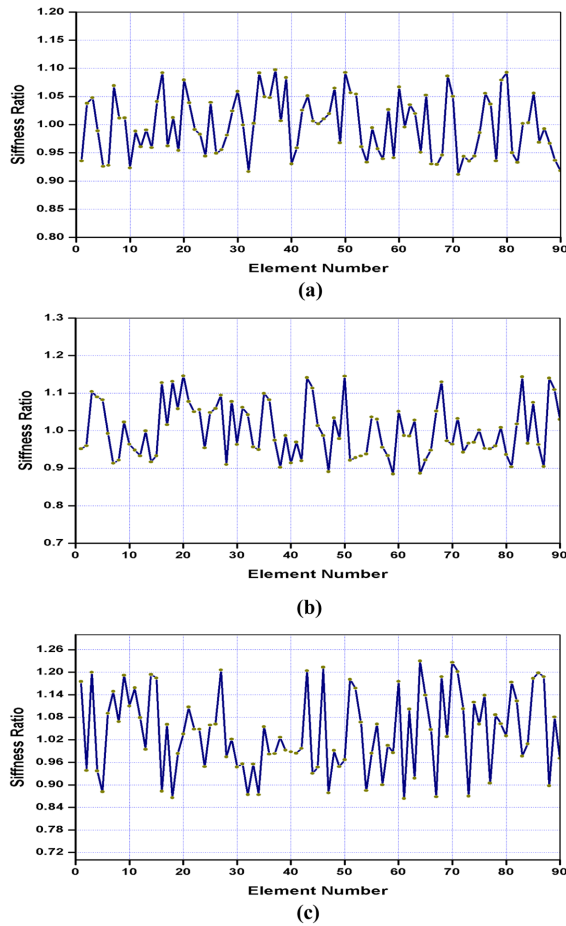 1.20
1.15
1.10
1.05
1.00
0.95
0.90
0.85
0.80
Siffness Ratio
0 10 20 30 40 50 60 70 80 90
Element Number
(a)
1.3
1.2
1.1
1.0
0.9
0.8
0.7
Siffness Ratio
0 10 20 30 40 50 60 70 80 90
Element Number
(b)
1.26
1.20
1.14
1.08
1.02
0.96
0.90
0.84
0.78
0.72
Siffness Ratio
0 10 20 30 40 50 60 70 80 90
Element Number
(c)